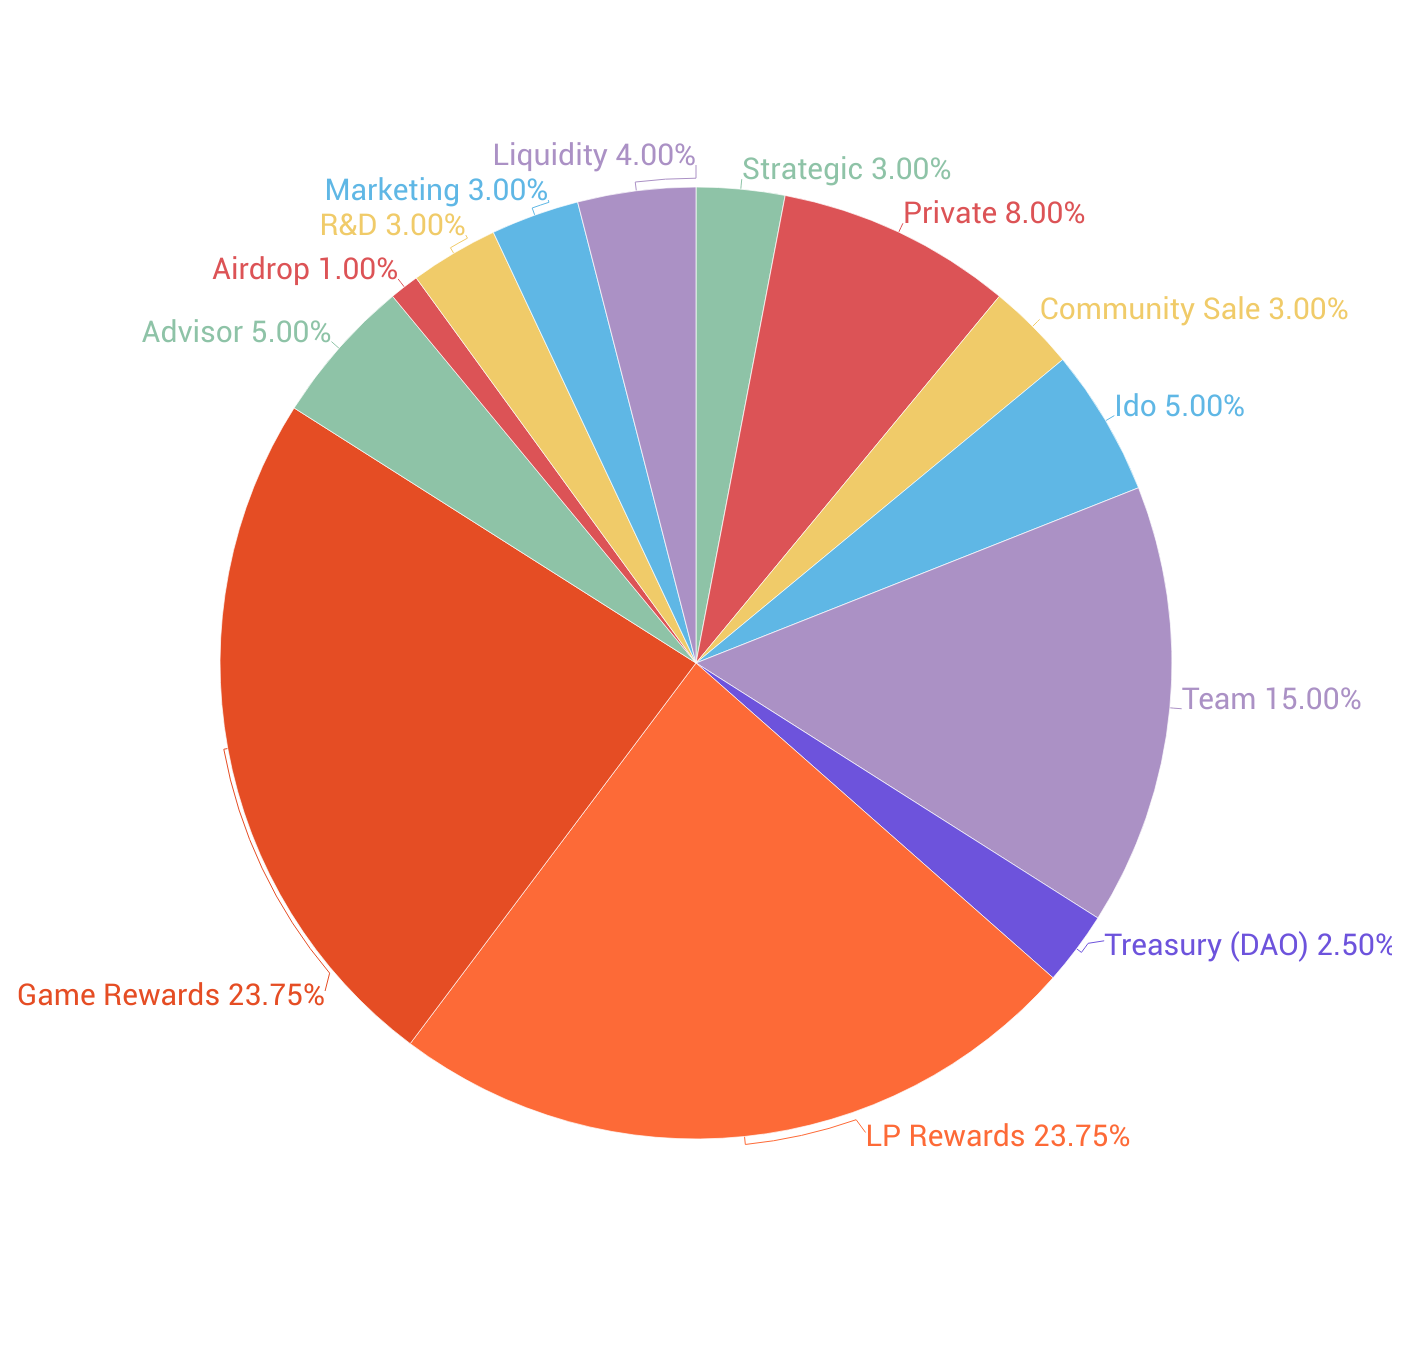 Liquidity 4.00%
Strategic 3.00%
Marketing 3.00%
Private 8.00%
R&D 3.00%
Airdrop 1.00%
Community Sale 3.00%
Advisor 5.00%
Ido 5.00%
Team 15.00%
Treasury (DAO) 2.50%
Game Rewards 23.75%
LP Rewards 23.75%